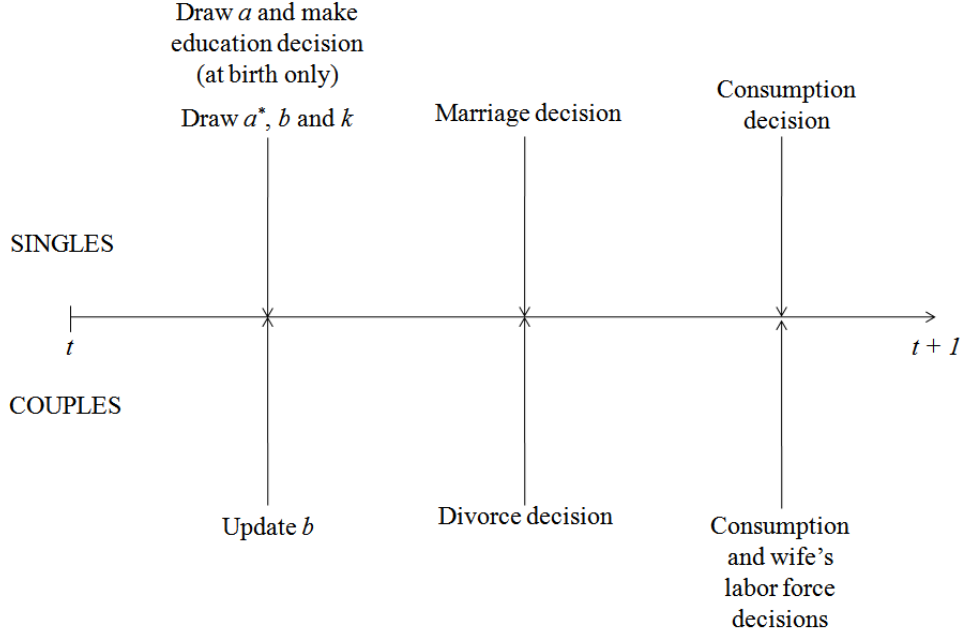 Draw a and make
education decision
(at birth only)
Draw a*, b and k
Marriage decision
Consumption
decision
SINGLES
t
t + 1
COUPLES
Update b
Divorce decision
Consumption
and wife's
labor force
decisions